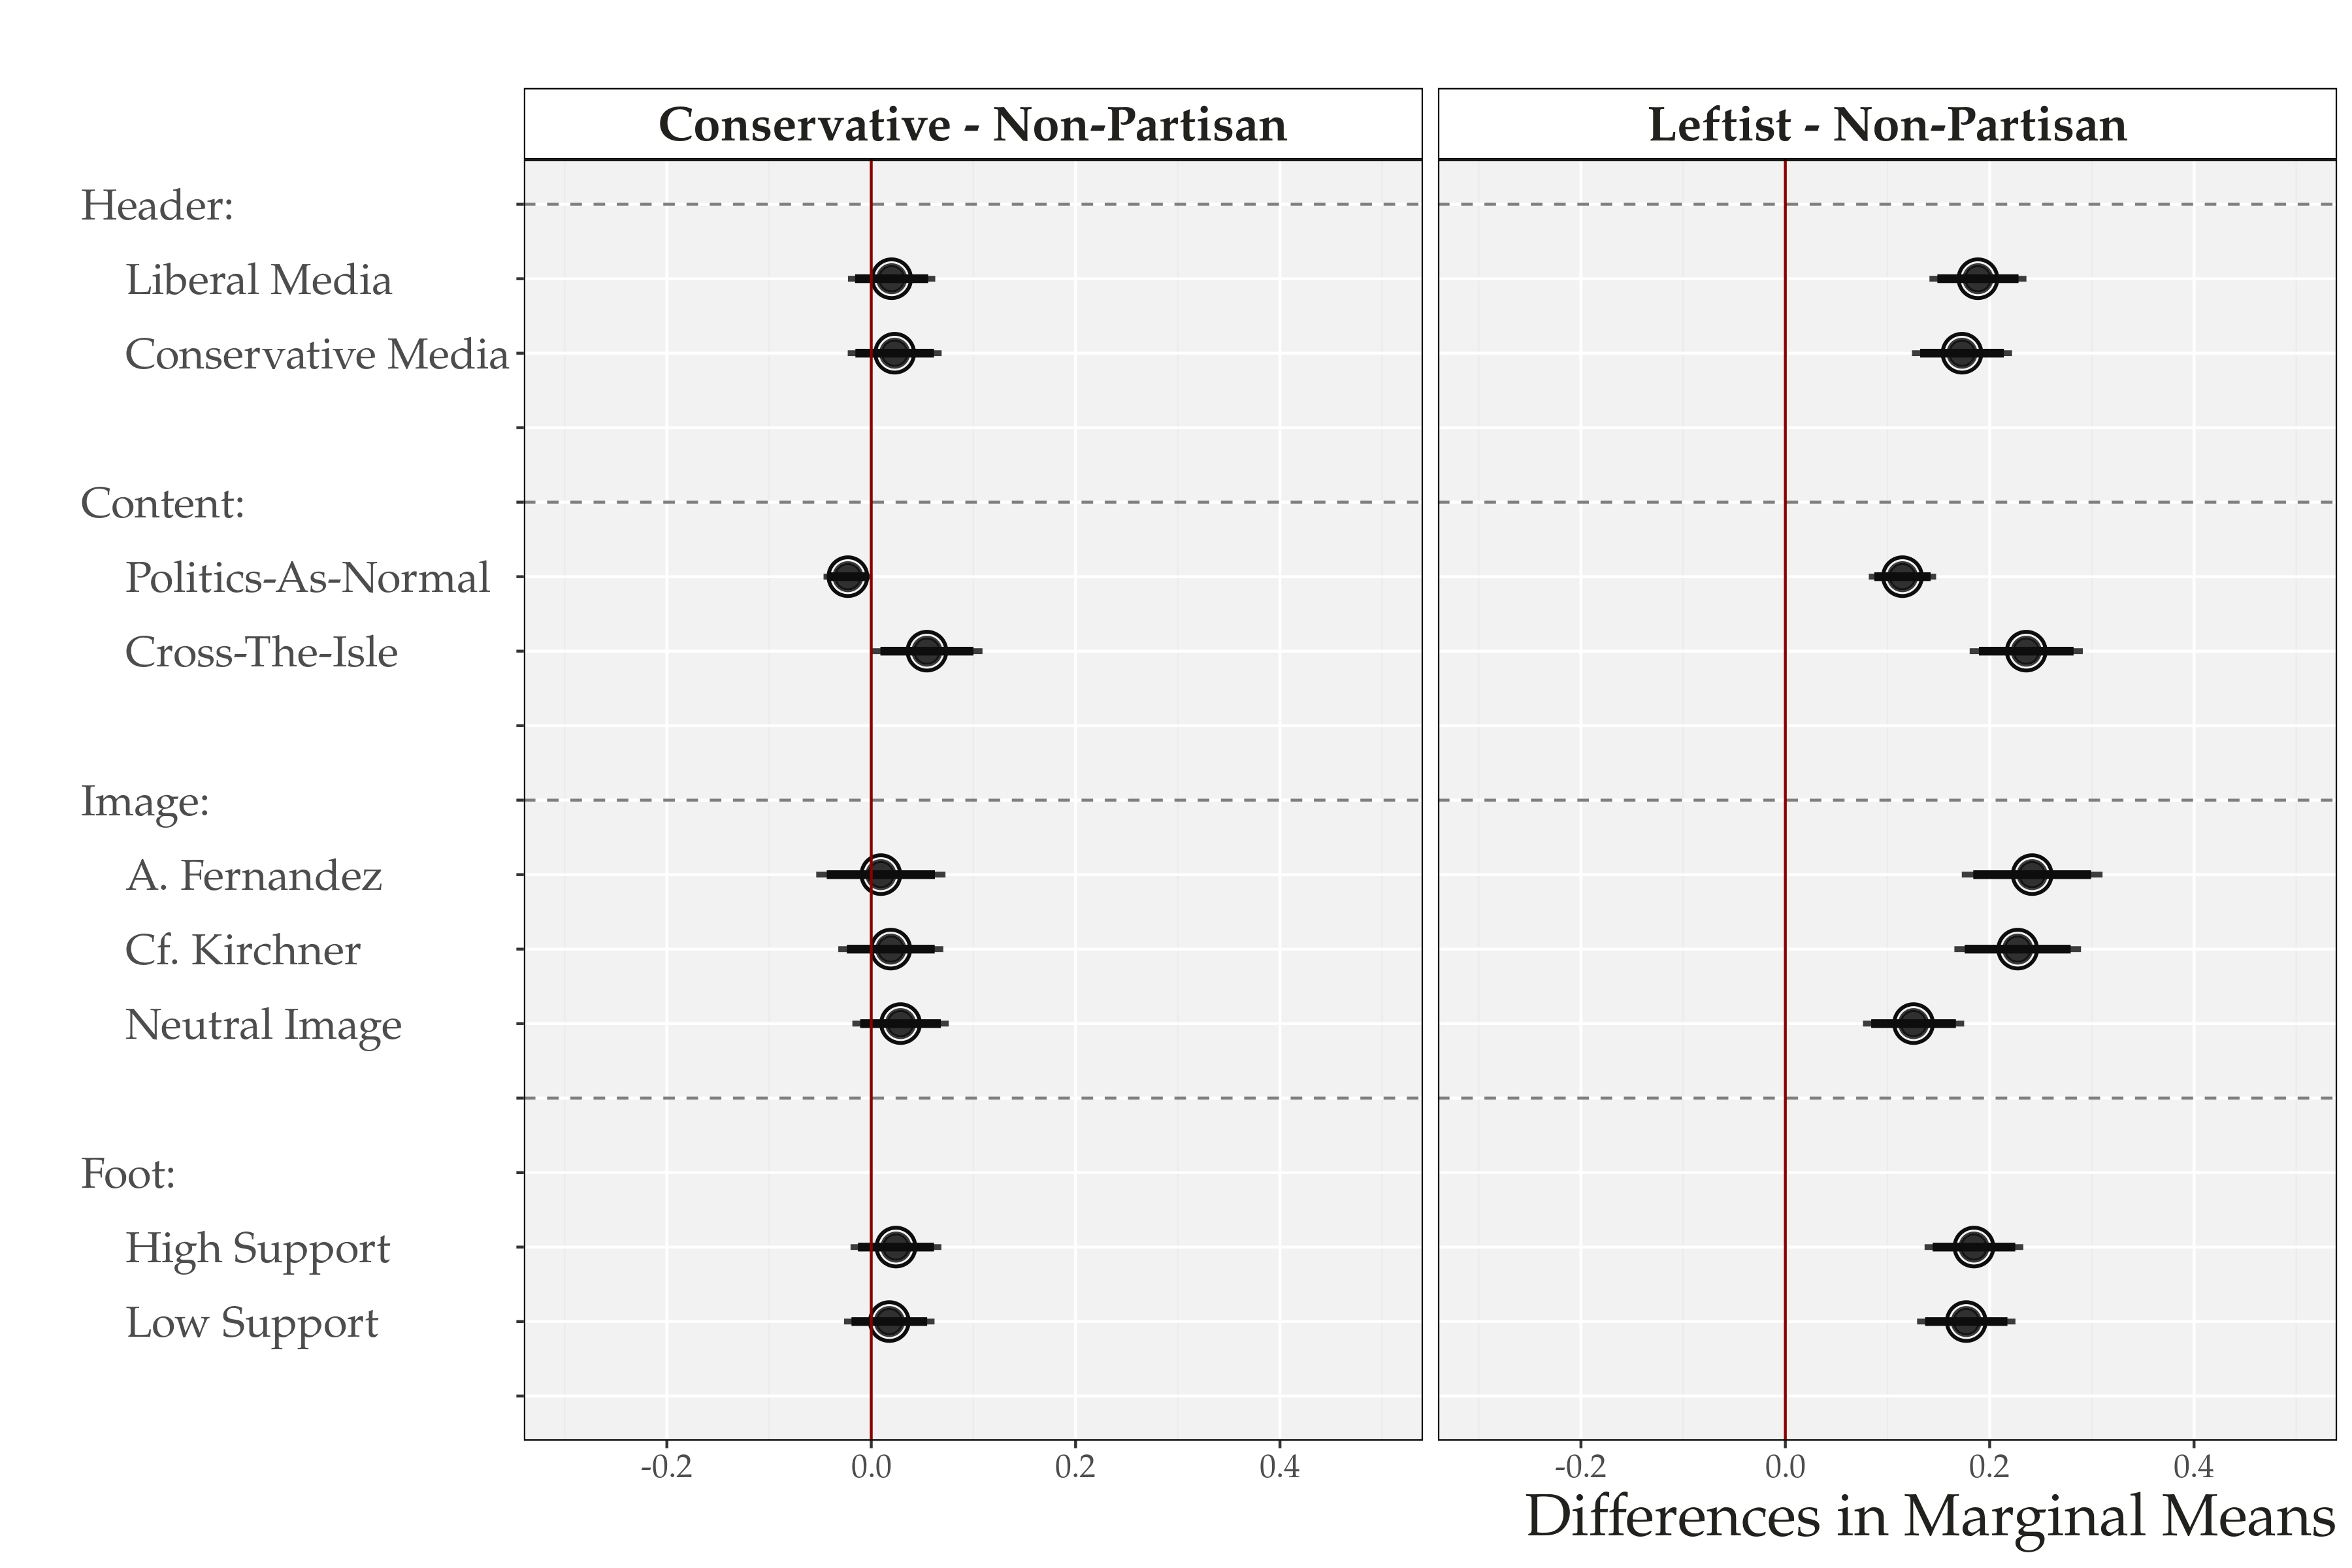 Conservative - Non-Partisan
Leftist - Non-Partisan
Header:
Liberal Media
Conservative Media
Content:
Politics-As-Normal
Cross-The-Isle
Image:
A. Fernandez
Cf. Kirchner
Neutral Image
Foot:
High Support
Low Support
-0.2 0.0 0.2 0.4
-0.2 0.0 0.2 0.4
Differences in Marginal Means